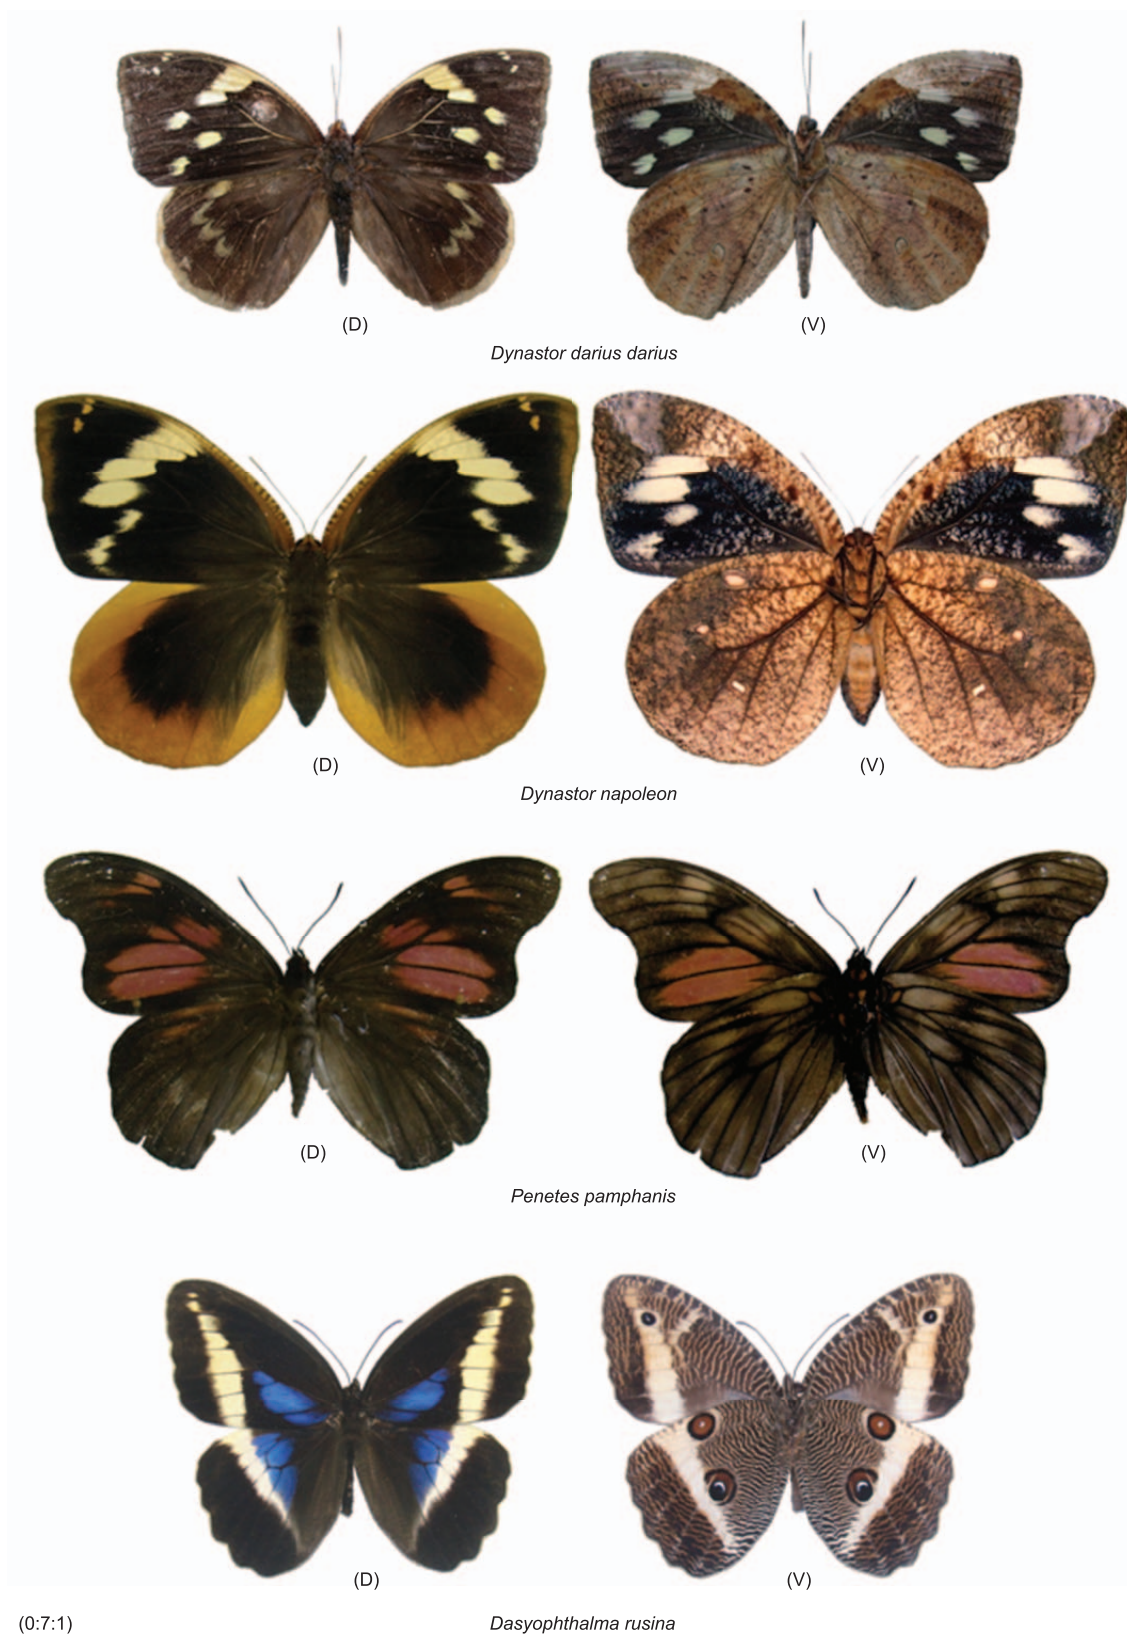 (D) (V)
Dynastor darius darius
(D) (V)
Dynastor napoleon
(D) (V)
Penetes pamphanis
(D) (V)
(0:7:1) Dasyophthalma rusina